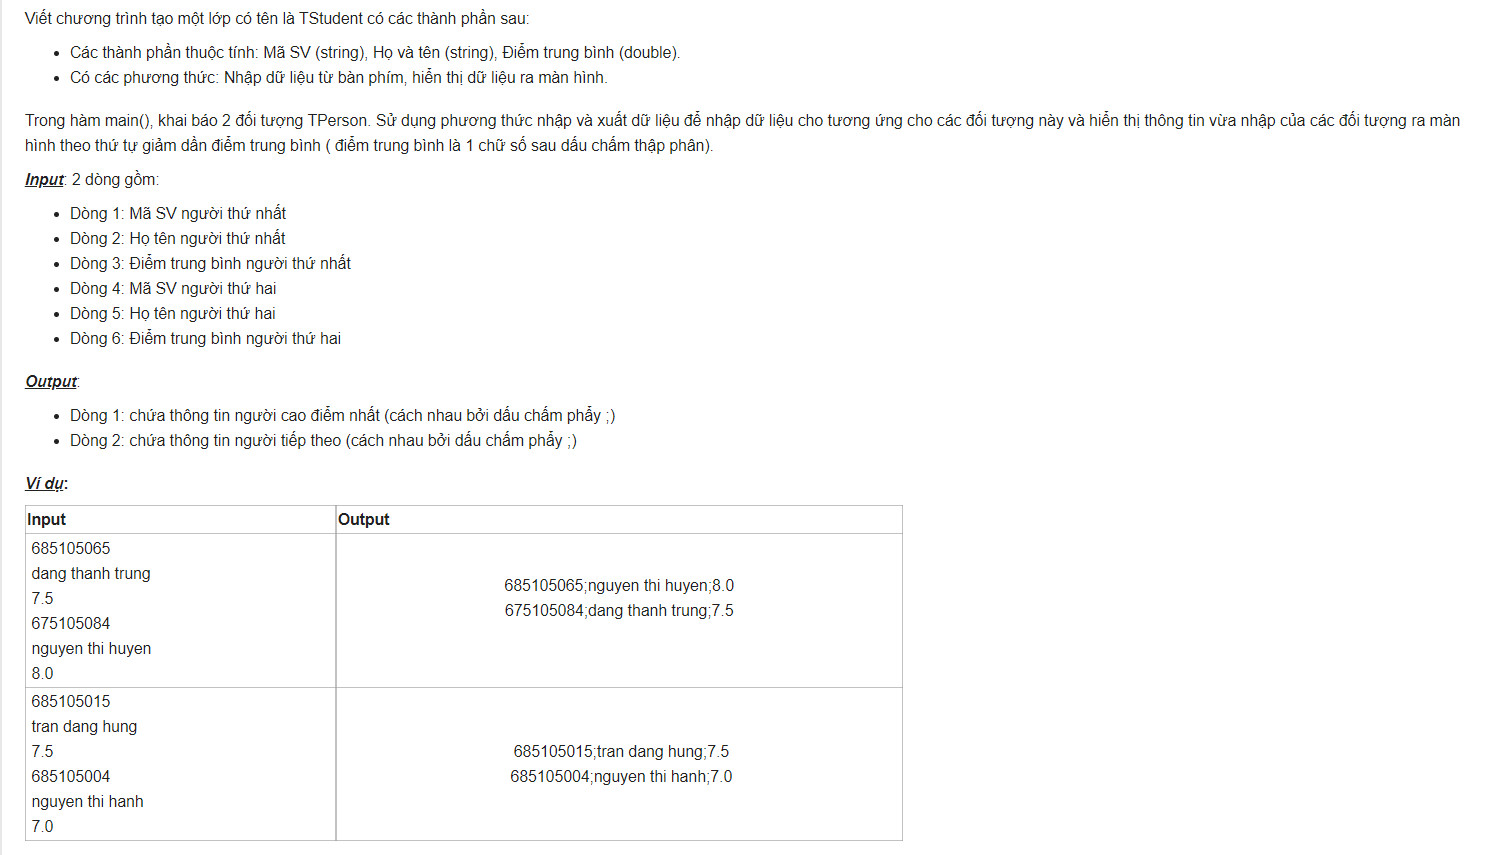 Viết chương trình tạo một lớp có tên là TStudent có các thành phần sau:
• Các thành phần thuộc tính: Mã SV (string), Họ và tên (string), Điểm trung bình (double).
• Có các phương thức: Nhập dữ liệu từ bàn phím, hiển thị dữ liệu ra màn hình.
Trong hàm main(), khai báo 2 đối tượng TPerson. Sử dụng phương thức nhập và xuất dữ liệu để nhập dữ liệu cho tương ứng cho các đối tượng này và hiển thị thông tin vừa nhập của các đối tượng ra màn
hình theo thứ tự giảm dần điểm trung bình ( điểm trung bình là 1 chữ số sau dấu chấm thập phân).
Input: 2 dòng gồm:
• Dòng 1: Mã SV người thứ nhất
• Dòng 2: Họ tên người thứ nhất
• Dòng 3: Điểm trung bình người thứ nhất
• Dòng 4: Mã SV người thứ hai
• Dòng 5: Họ tên người thứ hai
• Dòng 6: Điểm trung bình người thứ hai
Output:
• Dòng 1: chứa thông tin người cao điểm nhất (cách nhau bởi dấu chấm phẩy ;)
• Dòng 2: chứa thông tin người tiếp theo (cách nhau bởi dấu chấm phẩy ;)
Ví dụ:
Input
Output
685105065
dang thanh trung
7.5
675105084
nguyen thi huyen
8.0
685105065;nguyen thi huyen;8.0
675105084;dang thanh trung;7.5
685105015
tran dang hung
7.5
685105004
nguyen thi hanh
7.0
685105015;tran dang hung;7.5
685105004;nguyen thi hanh;7.0